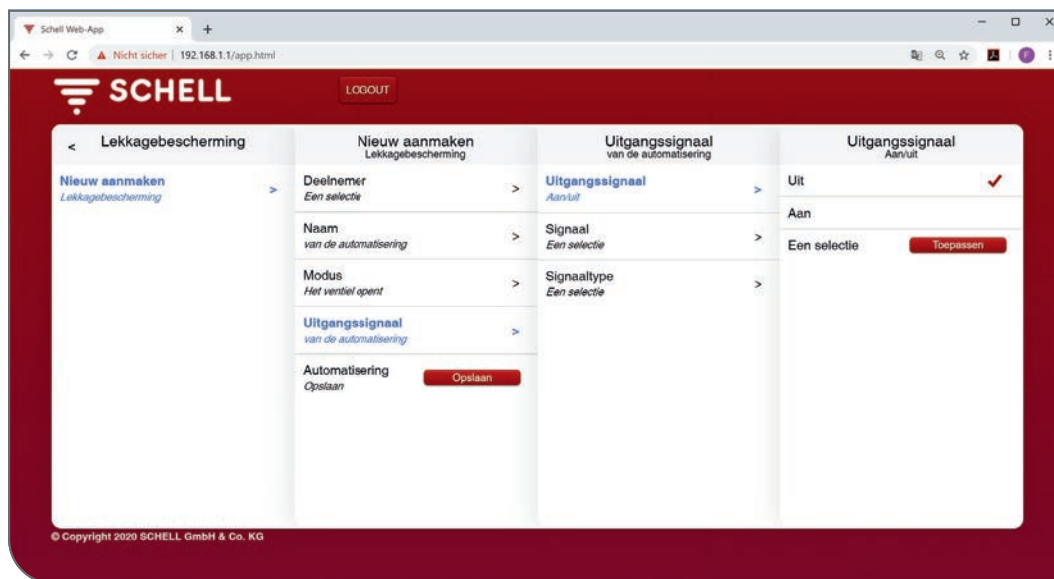 Schell Web-App
Nicht sicher | 192.168.1.1/app.html
F
SCHELL
LOGOUT
< Lekkagebescherming
Nieuw aanmaken
Lekkagebescherming
>
Nieuw aanmaken
Lekkagebescherming
Deelnemer
Een selectie
>
Naam
van de automatisering
>
Modus
Het ventiel opent
>
Uitgangssignaal
van de automatisering
>
Automatisering
Opslaan
Opslaan
Uitgangssignaal
van de automatisering
Uitgangssignaal
Aan/uit
>
Signaal
Een selectie
>
Signaaltype
Een selectie
>
Uitgangssignaal
Aan/uit
Uit
Aan
Een selectie
Toepassen
© Copyright 2020 SCHELL GmbH & Co. KG